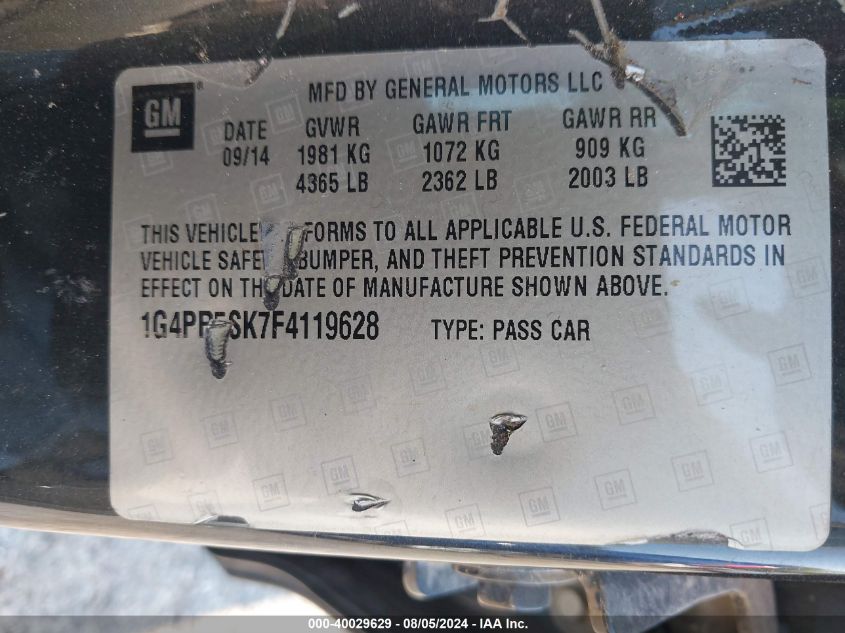 GM
MFD BY GENERAL MOTORS LLC
DATE GVWR GAWR FRT GAWR RR
09/14 1981 KG 1072 KG 909 KG
4365 LB 2362 LB 2003 LB
THIS VEHICLE FORMS TO ALL APPLICABLE U.S. FEDERAL MOTOR
VEHICLE SAFE BUMPER, AND THEFT PREVENTION STANDARDS IN
EFFECT ON THE DATE OF MANUFACTURE SHOWN ABOVE.
1G4PR5SK7F4119628 TYPE: PASS CAR
000-40029629 - 08/05/2024 - IAA Inc.